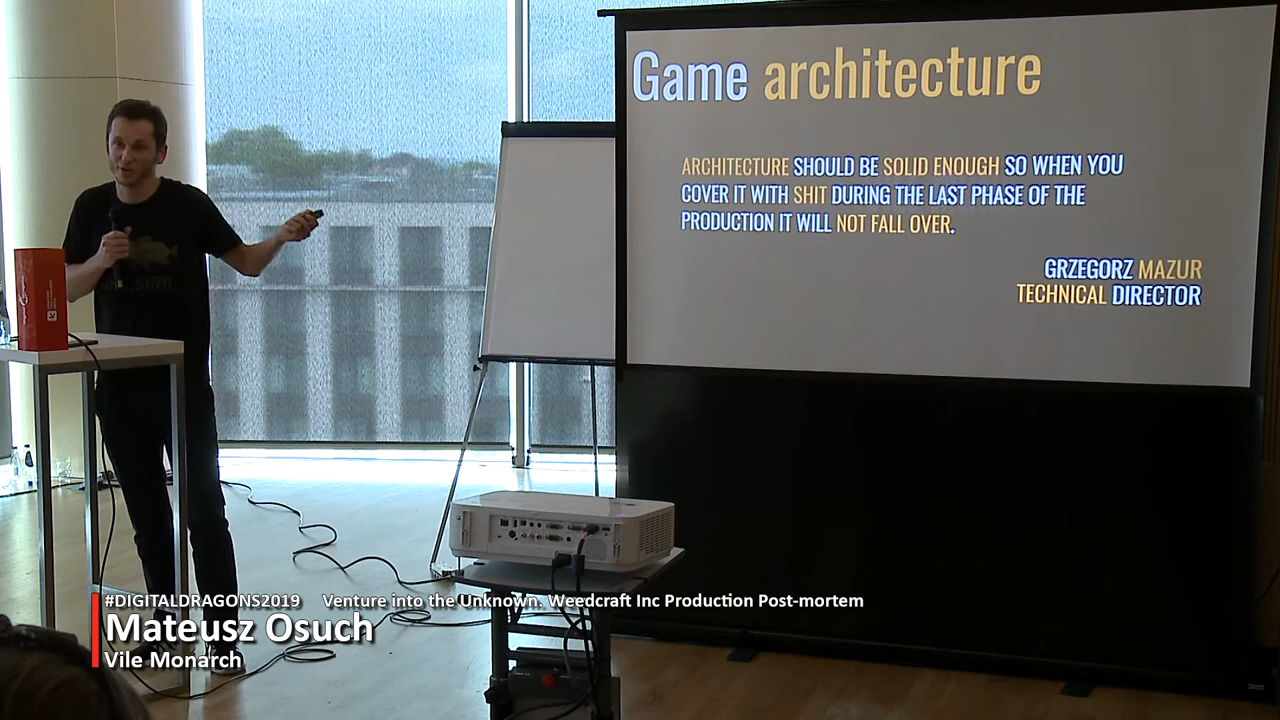 Game architecture
ARCHITECTURE SHOULD BE SOLID ENOUGH SO WHEN YOU
COVER IT WITH SHIT DURING THE LAST PHASE OF THE
PRODUCTION IT WILL NOT FALL OVER.
GRZEGORZ MAZUR
TECHNICAL DIRECTOR
#DIGITALDRAGONS2019 Venture into the Unknown. Weedcraft Inc Production Post-mortem
Mateusz Osuch
Vile Monarch